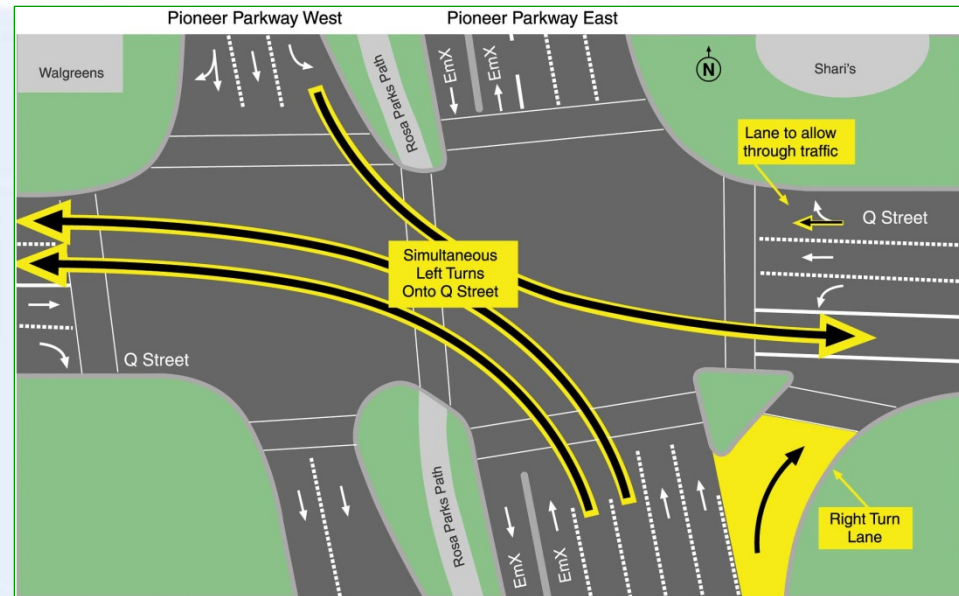 Pioneer Parkway West
Pioneer Parkway East
Walgreens
Rosa Parks Path
EmX
EmX
N
Shari's
Lane to allow
through traffic
Q Street
Simultaneous
Left Turns
Onto Q Street
Q Street
Rosa Parks Path
EmX
EmX
Right Turn
Lane